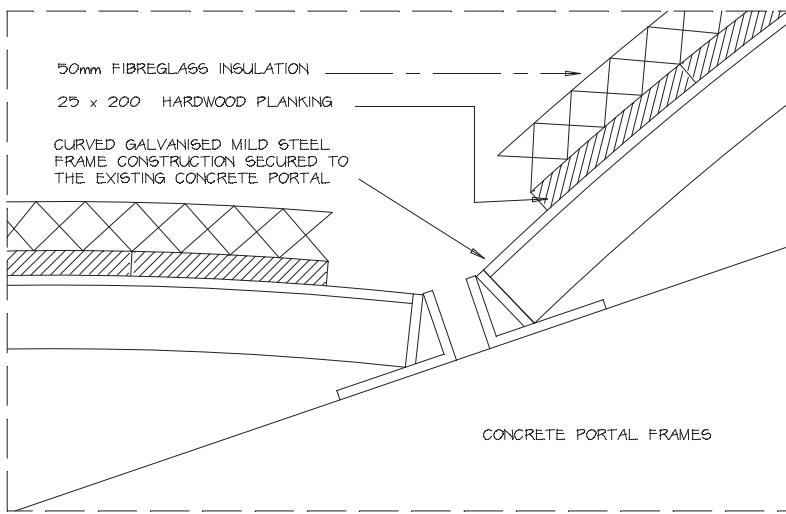 50mm FIBREGLASS INSULATION
25 x 200 HARDWOOD PLANKING
CURVED GALVANISED MILD STEEL
FRAME CONSTRUCTION SECURED TO
THE EXISTING CONCRETE PORTAL
CONCRETE PORTAL FRAMES